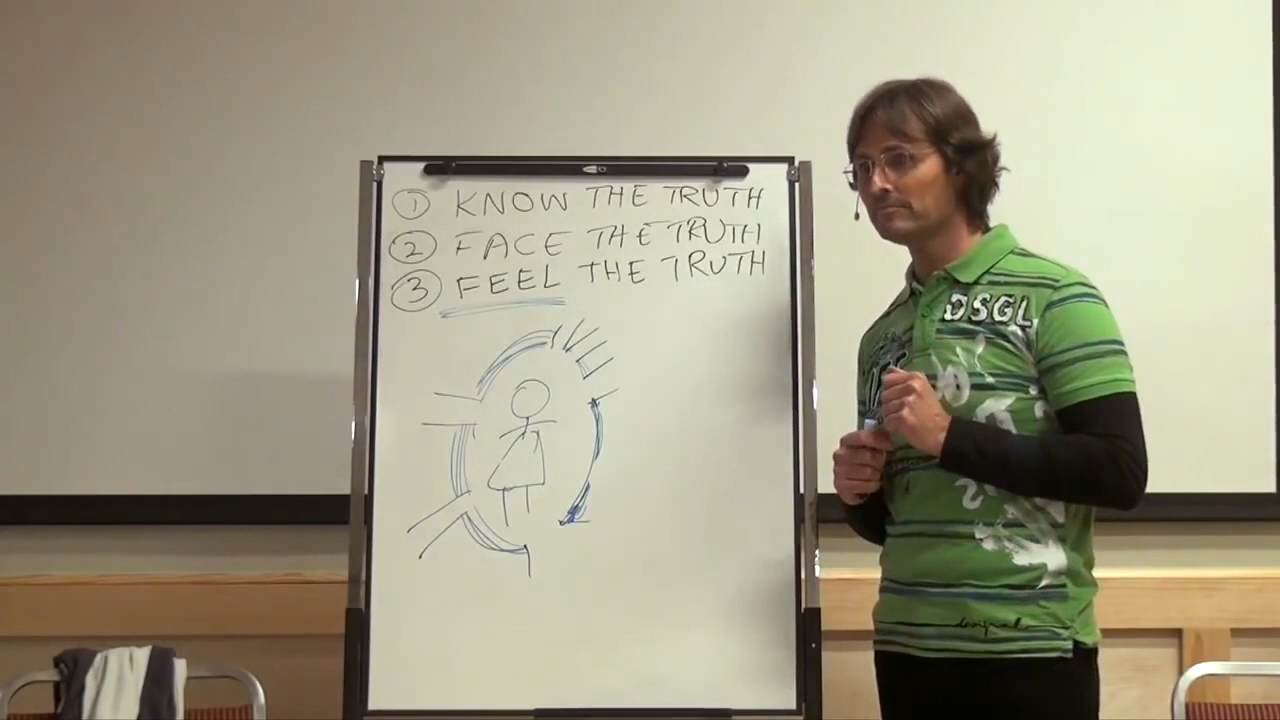 ① KNOW THE TRUTH
② FACE THE TRUTH
③ FEEL THE TRUTH
DSGL